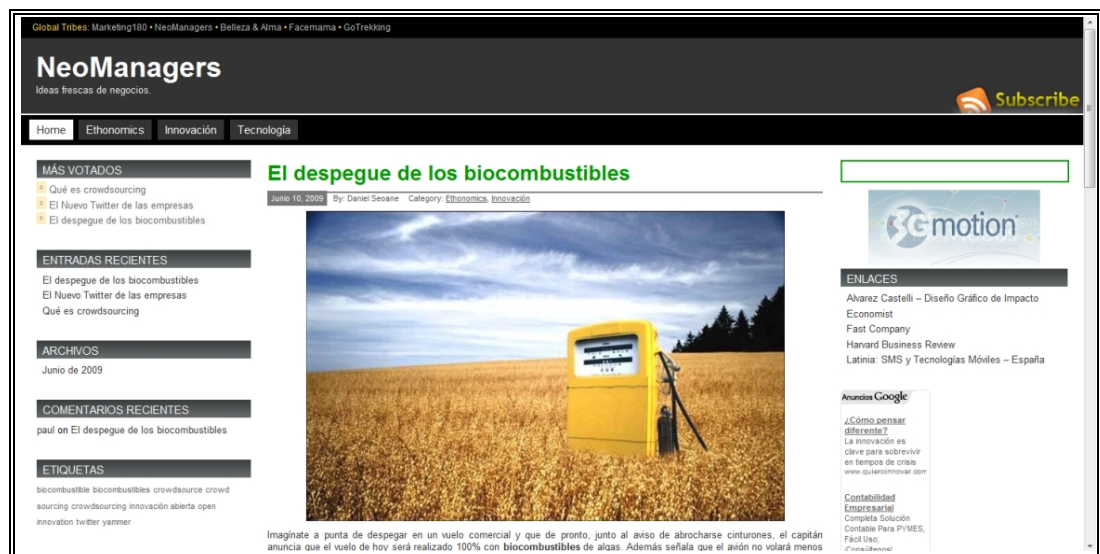 Global Tribes: Marketing180 • NeoManagers • Belleza & Alma • Facemama • GoTrekking
NeoManagers
Ideas frescas de negocios.
Subscribe
Home Ethonomics Innovación Tecnología
MÁS VOTADOS
Qué es crowdsourcing
El Nuevo Twitter de las empresas
El despegue de los biocombustibles
ENTRADAS RECIENTES
El despegue de los biocombustibles
El Nuevo Twitter de las empresas
Qué es crowdsourcing
ARCHIVOS
Junio de 2009
COMENTARIOS RECIENTES
paul on El despegue de los biocombustibles
ETIQUETAS
biocombustible biocombustibles crowdsource crowd
sourcing crowdsourcing innovación abierta open
innovation twitter yammer
El despegue de los biocombustibles
Junio 10, 2009 By: Daniel Seoane Category: Ethonomics, Innovación
Imagínate a punta de despegar en un vuelo comercial y que de pronto, junto al aviso de abrocharse cinturones, el capitán
anuncia que el vuelo de hoy será realizado 100% con biocombustibles de algas. Además señala que el avión no volará menos
3Gmotion
ENLACES
Alvarez Castelli – Diseño Gráfico de Impacto
Economist
Fast Company
Harvard Business Review
Latinia: SMS y Tecnologías Móviles – España
Anuncios Google
¿Cómo pensar
diferente?
La innovación es
clave para sobrevivir
en tiempos de crisis
www.quieroinnovar.com
Contabilidad
Empresarial
Completa Solución
Contable Para PYMES,
Fácil Uso;
¡Consúltenos!